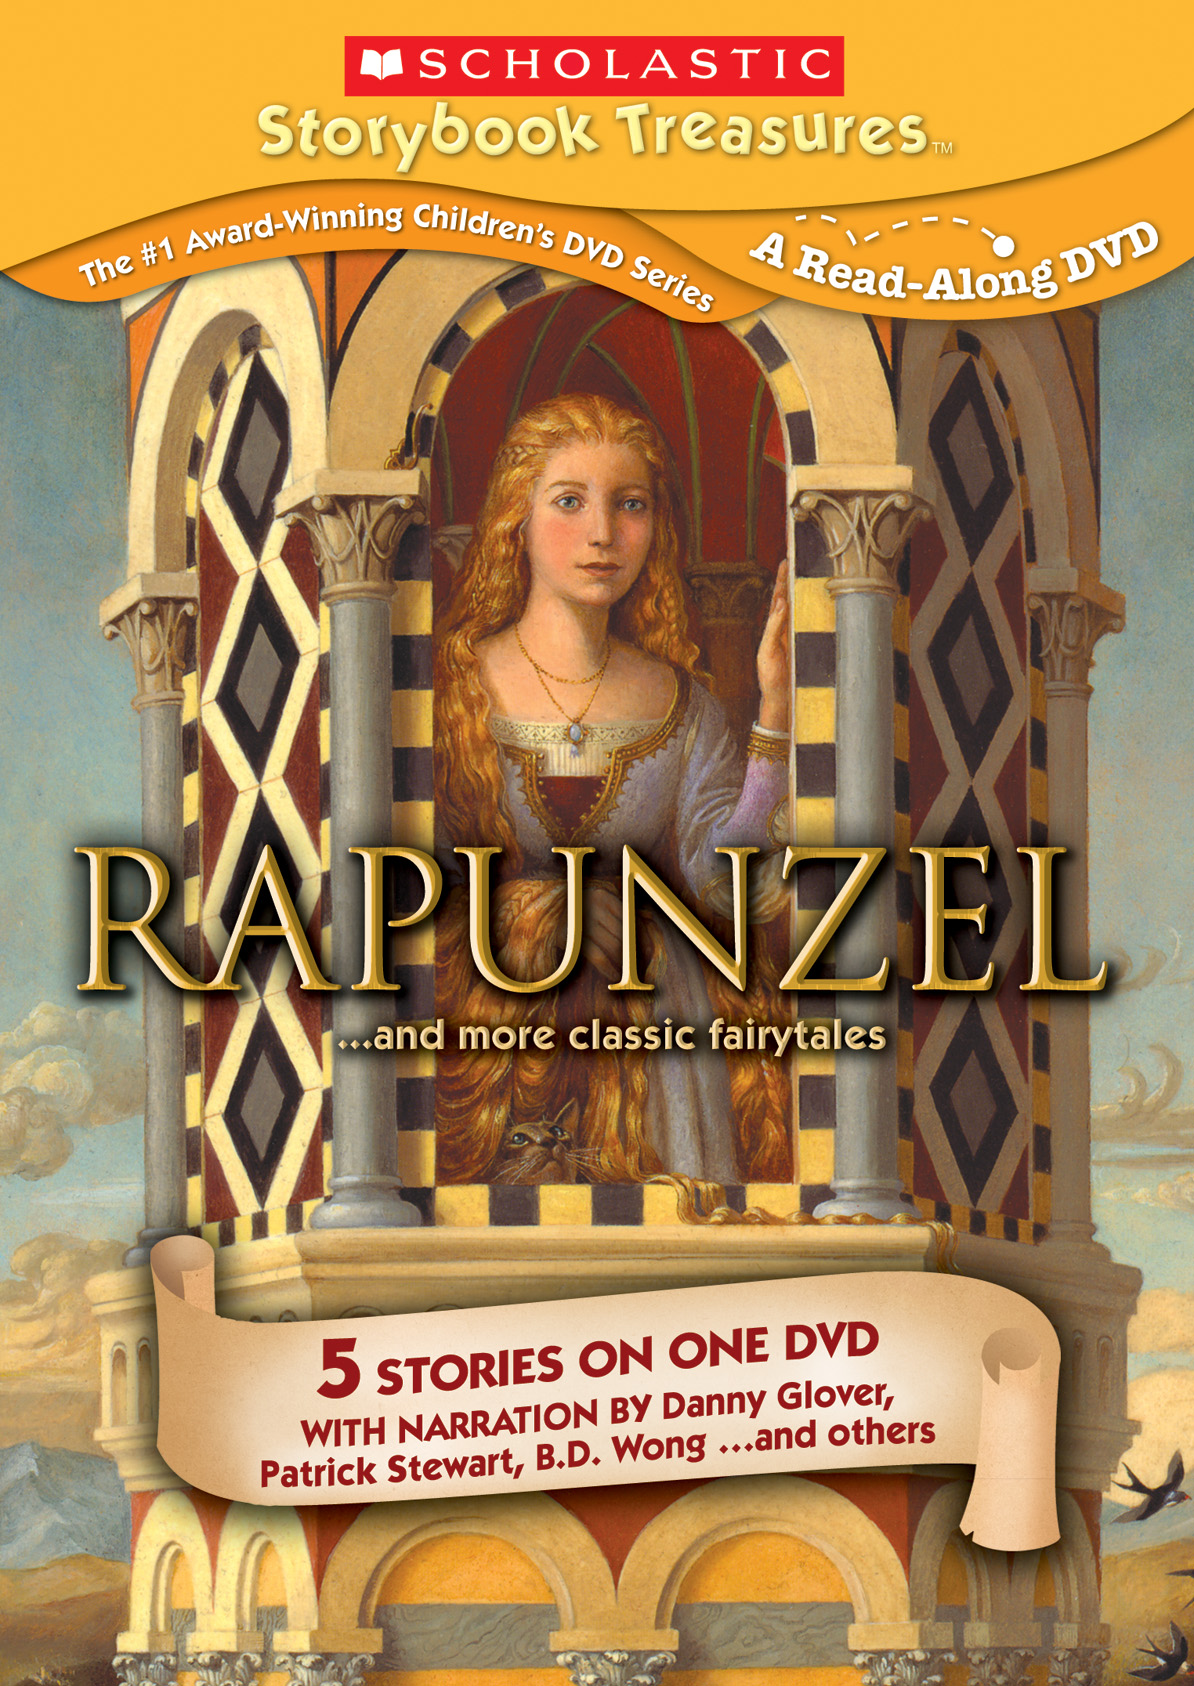 SCHOLASTIC
Storybook Treasures™
The #1 Award-Winning Children's DVD Series
A Read-Along DVD
RAPUNZEL
...and more classic fairytales
5 STORIES ON ONE DVD
WITH NARRATION BY Danny Glover,
Patrick Stewart, B.D. Wong ...and others